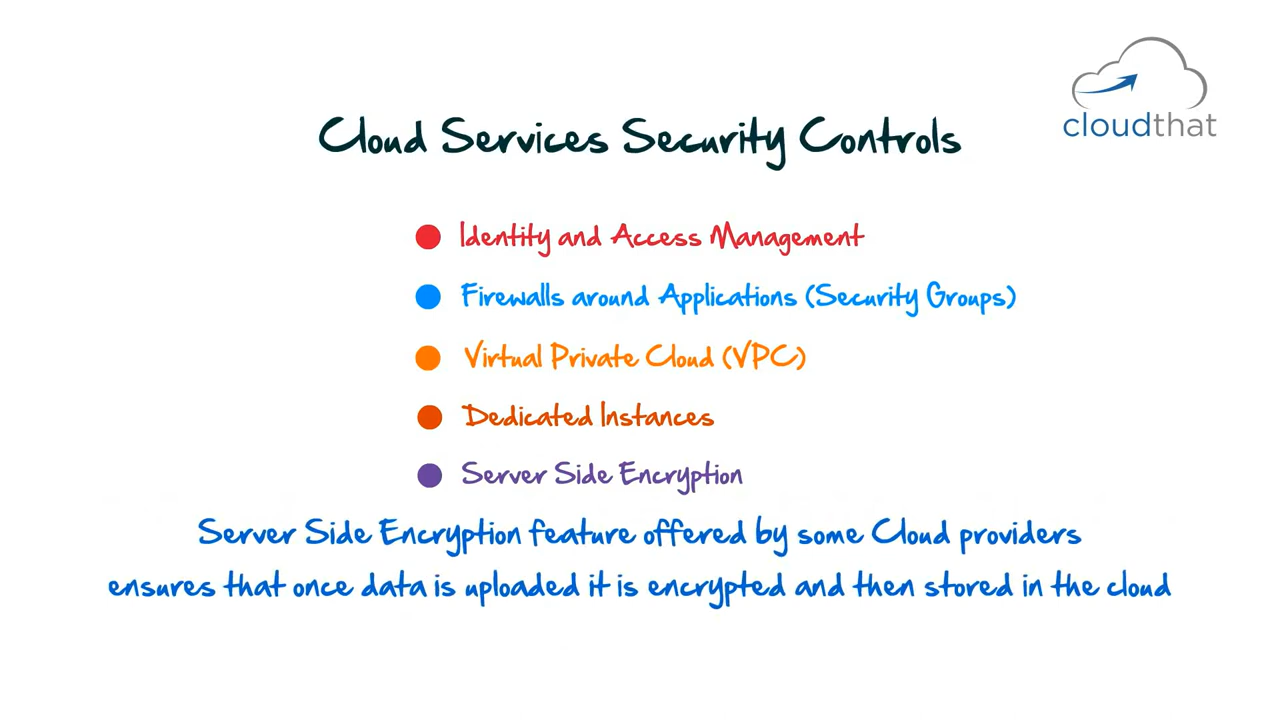 cloudthat
Cloud Services Security Controls
Identity and Access Management
Firewalls around Applications (Security Groups)
Virtual Private Cloud (VPC)
Dedicated Instances
Server Side Encryption
Server Side Encryption feature offered by some Cloud providers
ensures that once data is uploaded it is encrypted and then stored in the cloud